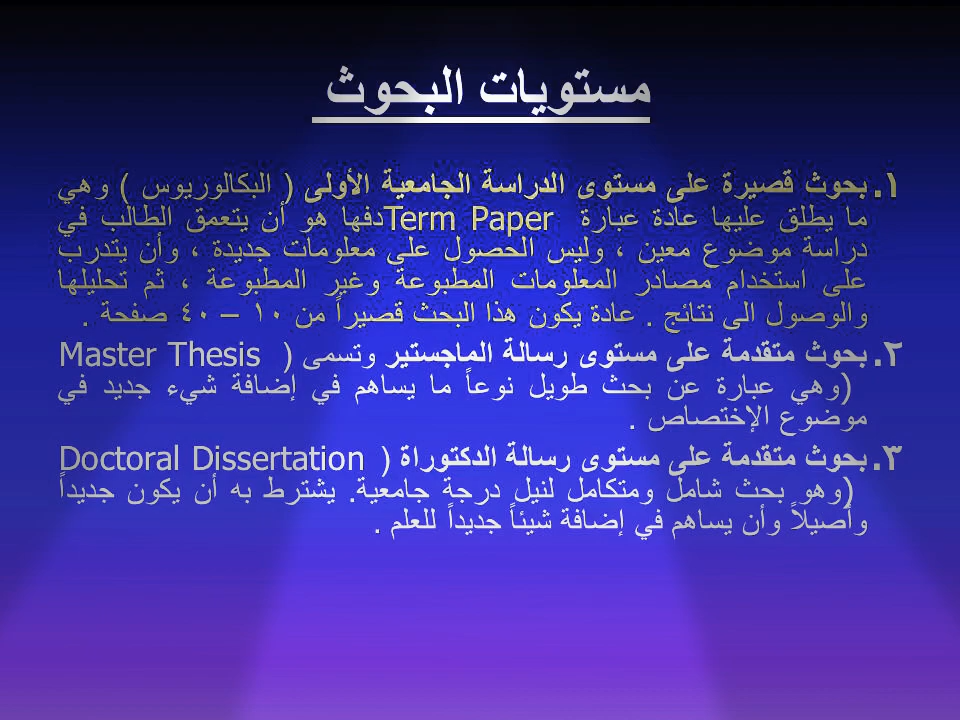 مستويات البحوث
١. بحوث قصيرة على مستوى الدراسة الجامعية الأولى ( البكالوريوس ) وهي
ما يطلق عليها عادة عبارة Term Paper دفها هو أن يتعمق الطالب في
دراسة موضوع معين ، وليس الحصول على معلومات جديدة ، وأن يتدرب
على استخدام مصادر المعلومات المطبوعة وغير المطبوعة ، ثم تحليلها
والوصول الى نتائج . عادة يكون هذا البحث قصيراً من ١٠ – ٤٠ صفحة .
٢. بحوث متقدمة على مستوى رسالة الماجستير وتسمى ( Master Thesis
(وهي عبارة عن بحث طويل نوعاً ما يساهم في إضافة شيء جديد في
موضوع الإختصاص .
٣. بحوث متقدمة على مستوى رسالة الدكتوراة ( Doctoral Dissertation
(وهو بحث شامل ومتكامل لنيل درجة جامعية. يشترط به أن يكون جديداً
وأصيلاً وأن يساهم في إضافة شيئاً جديداً للعلم .